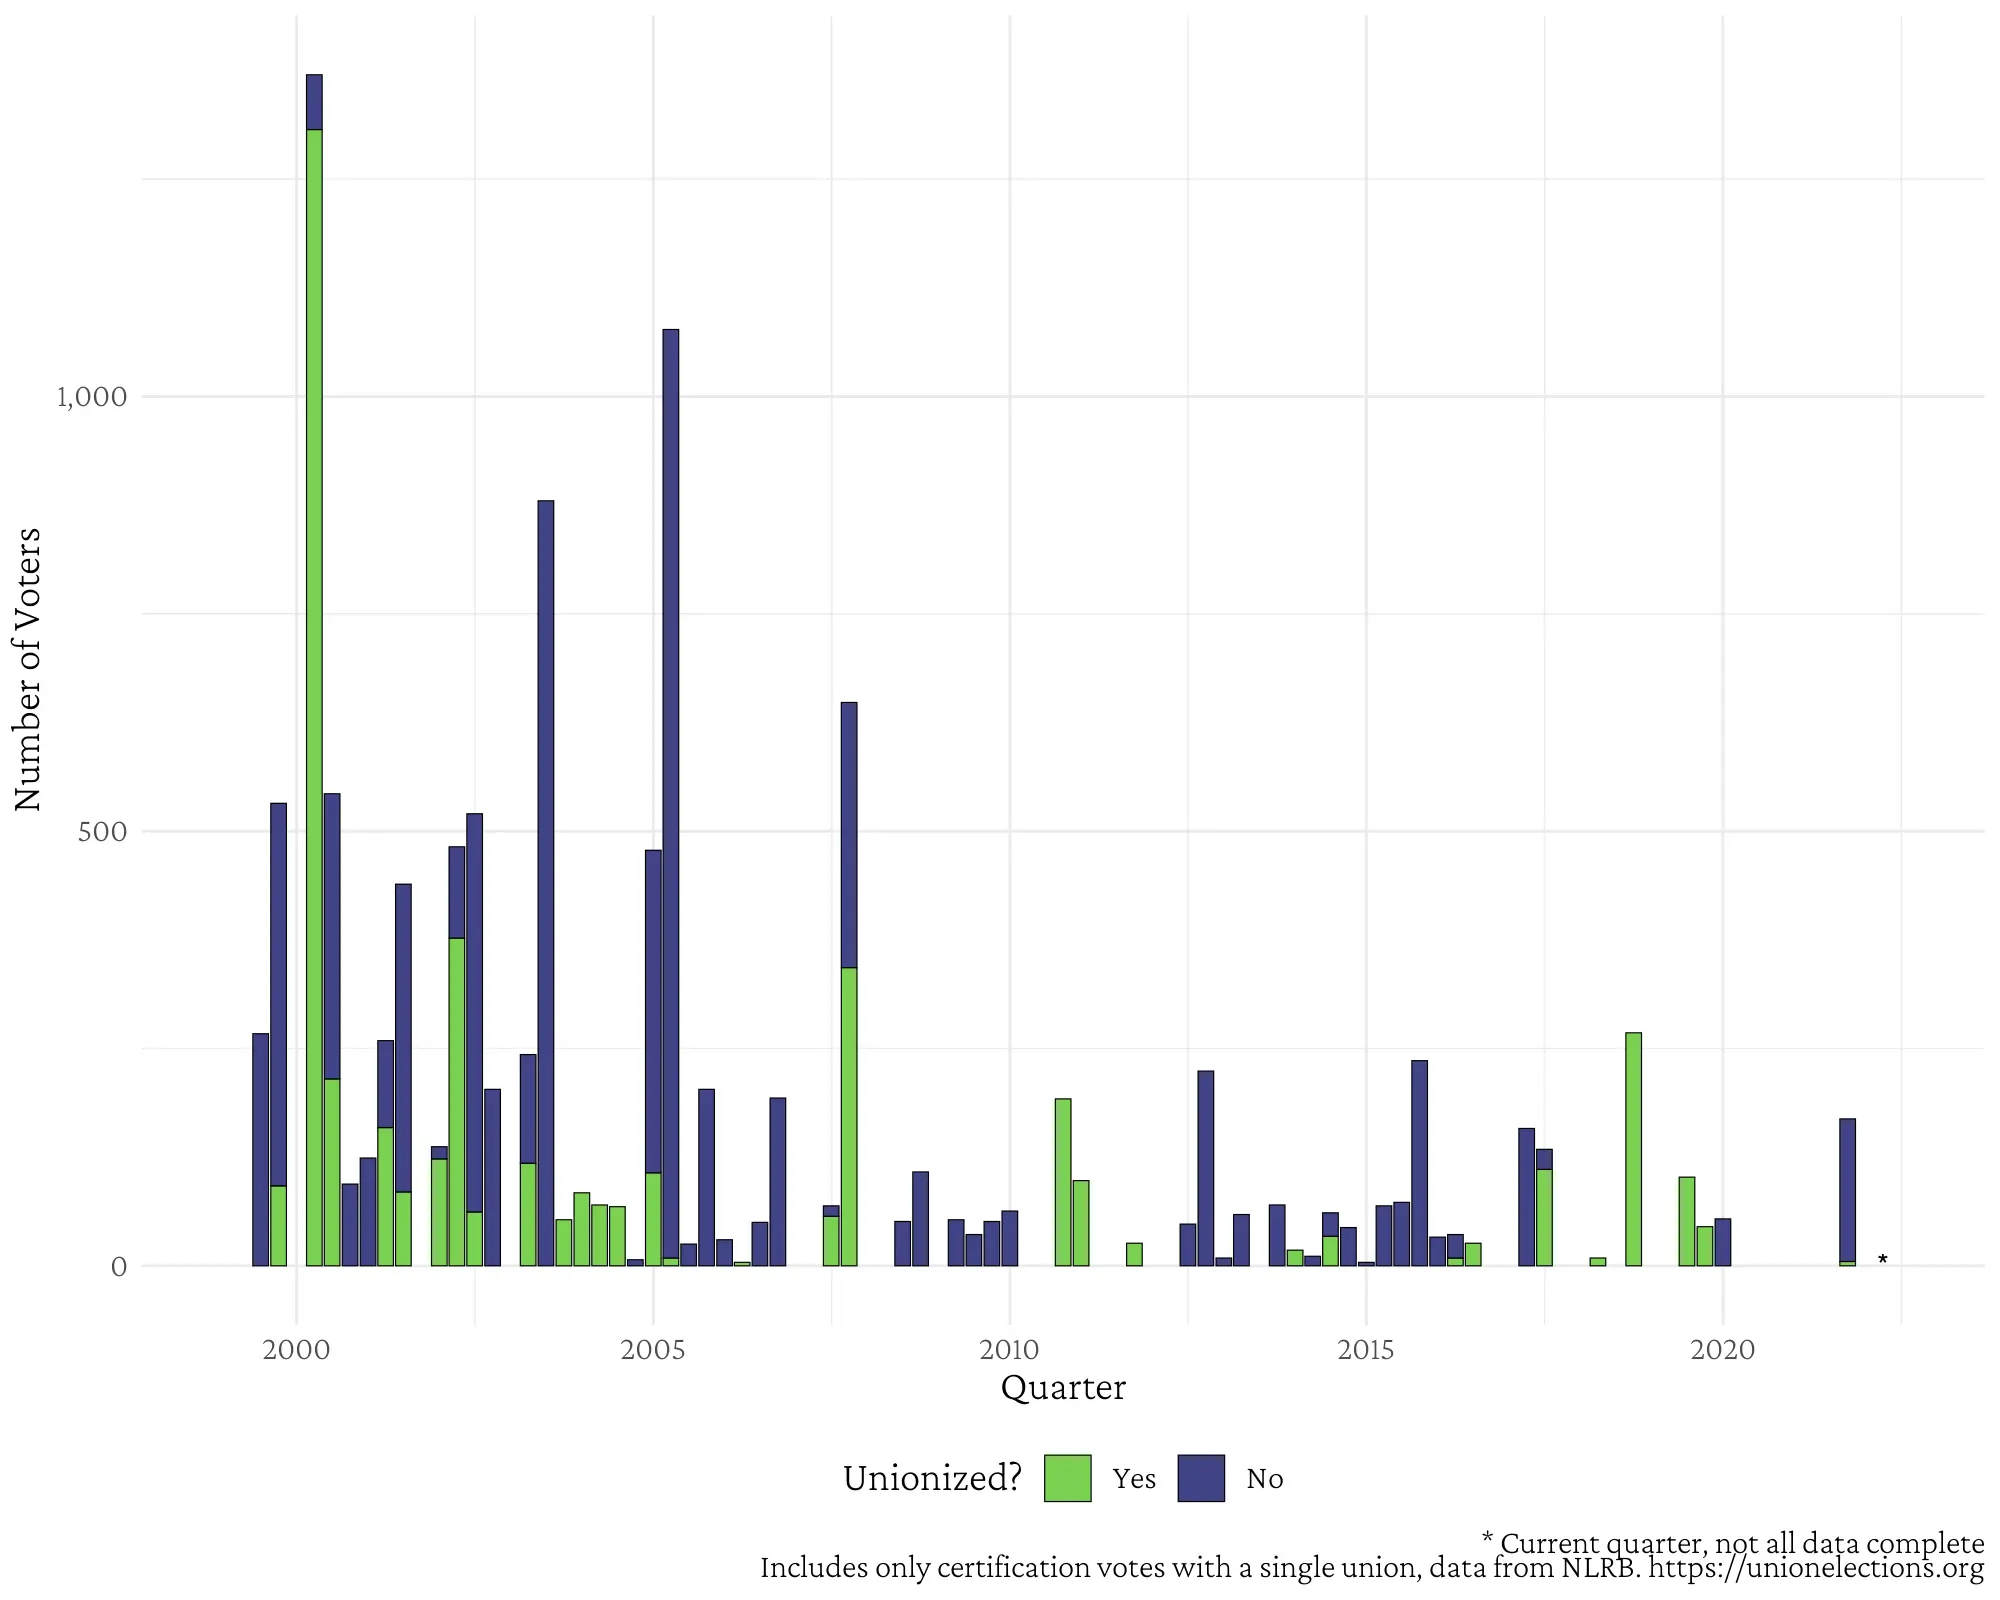 Number of Voters
1,000
500
0
*
2000 2005 2010 2015 2020
Quarter
Unionized? Yes No
* Current quarter, not all data complete
Includes only certification votes with a single union, data from NLRB. https://unionelections.org